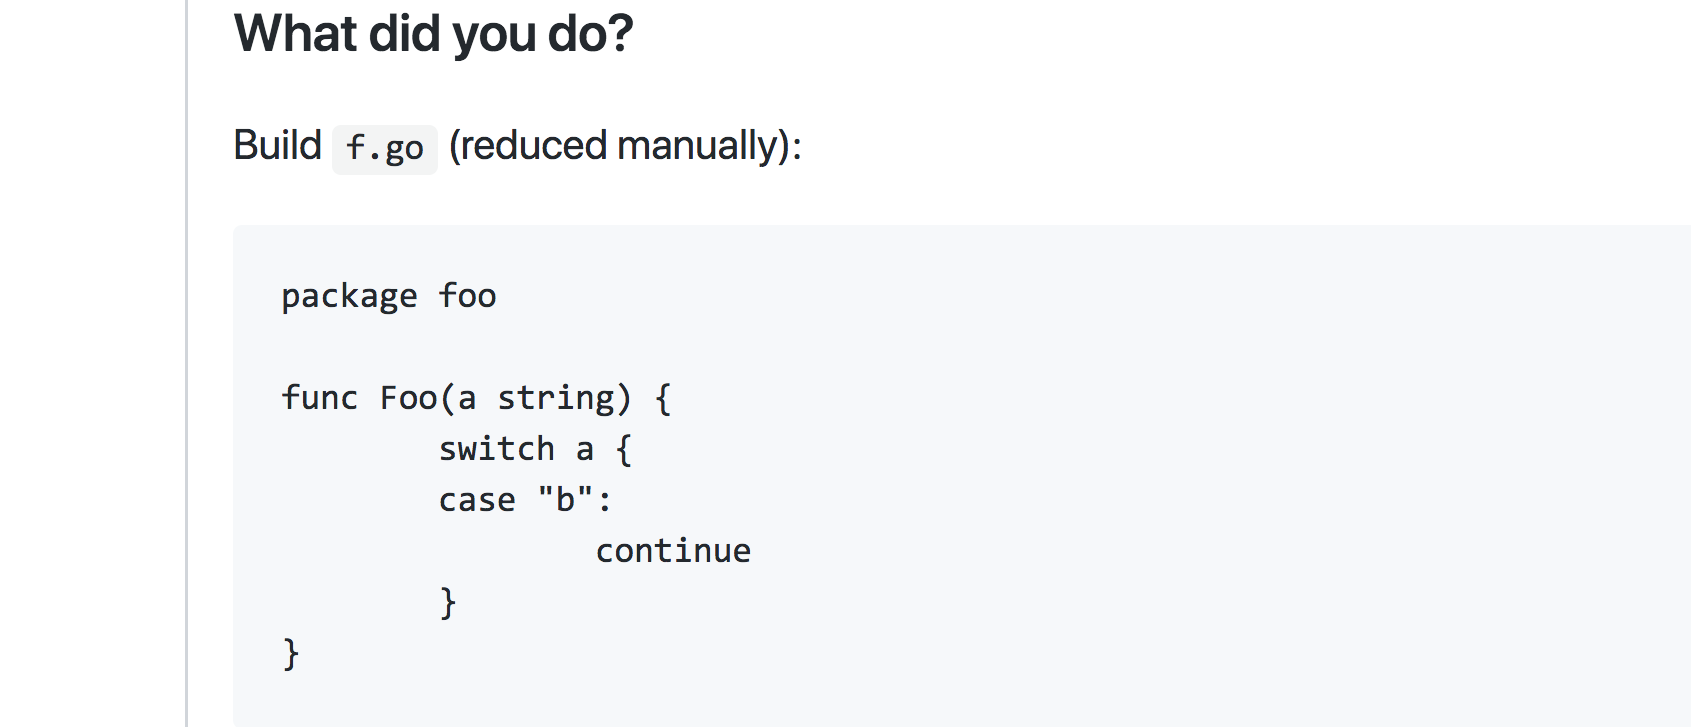 What did you do?
Build f.go (reduced manually):
package foo
func Foo(a string) {
        switch a {
        case "b":
                continue
        }
}